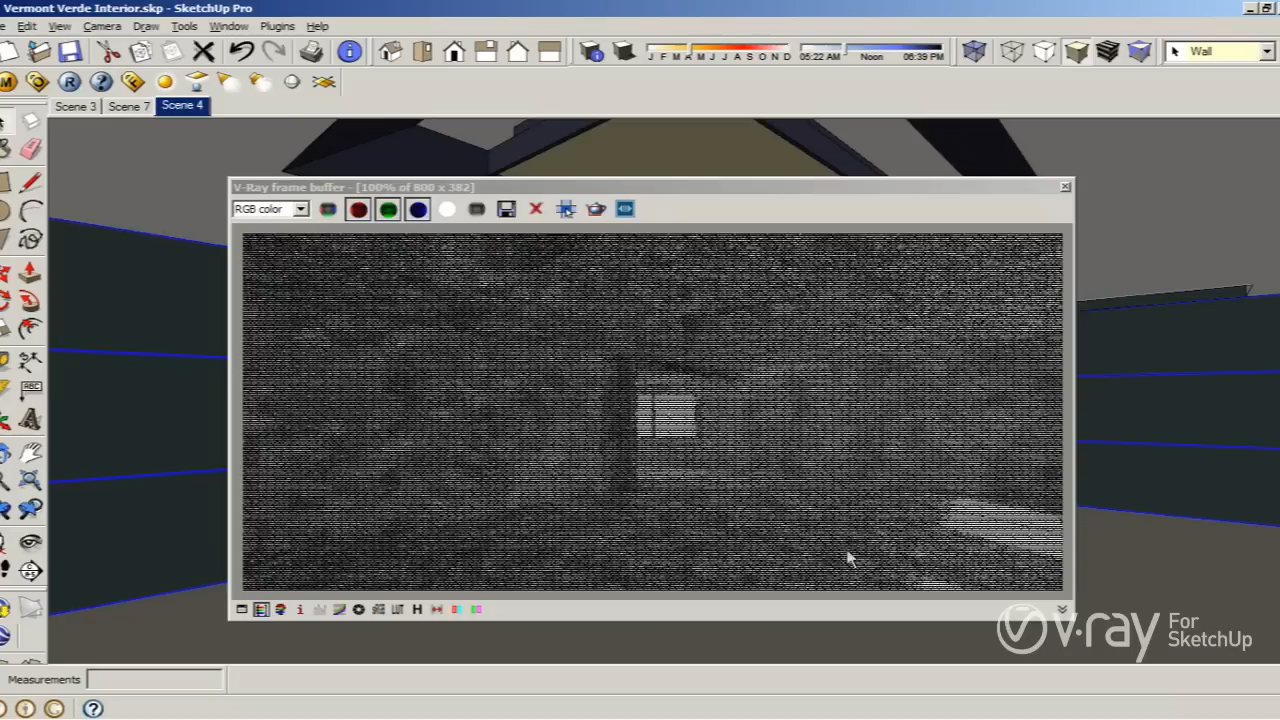 Vermont Verde Interior.skp - SketchUp Pro
Edit View Camera Draw Tools Window Plugins Help
J F M A M J J A S O N D
05:22 AM Noon 06:39 PM
Wall
M O R ? F
Scene 3 Scene 7 Scene 4
V-Ray frame buffer - [100% of 800 x 382]
RGB color
ABC
A
LUT H
v·ray For
SketchUp
Measurements